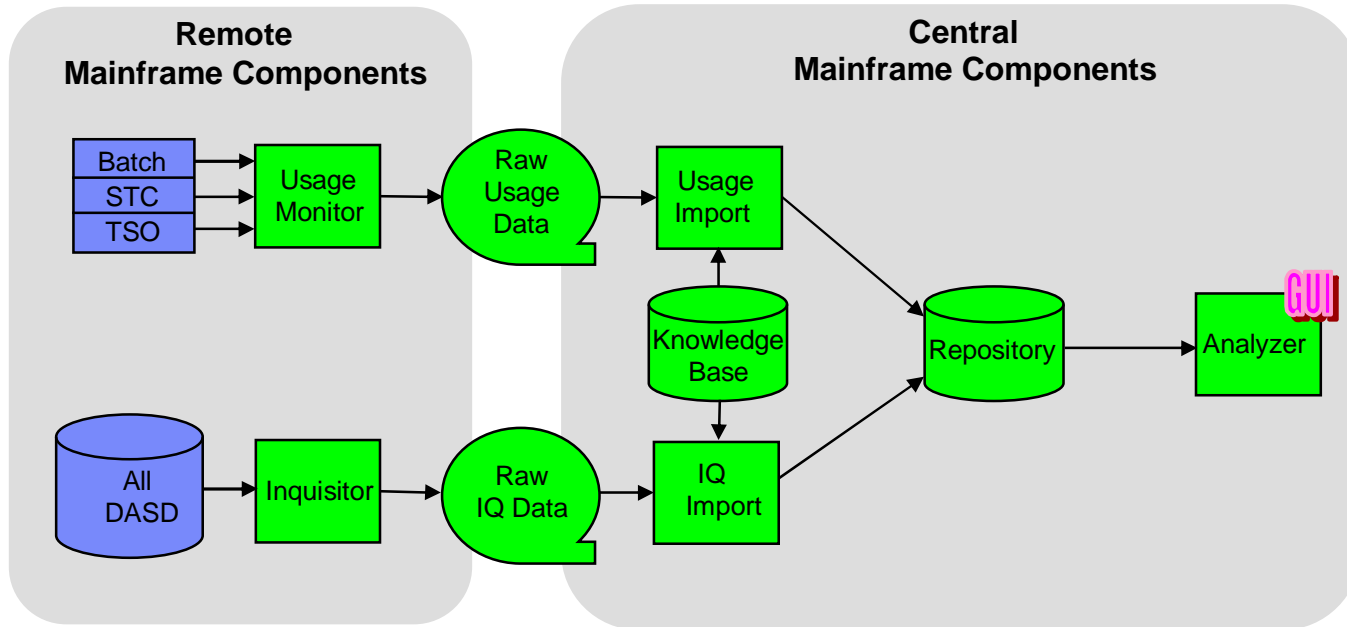 Remote
Mainframe Components
Central
Mainframe Components
Batch
STC
TSO
Usage
Monitor
Raw
Usage
Data
Usage
Import
Knowledge
Base
Repository
Analyzer
GUI
All
DASD
Inquisitor
Raw
IQ Data
IQ
Import